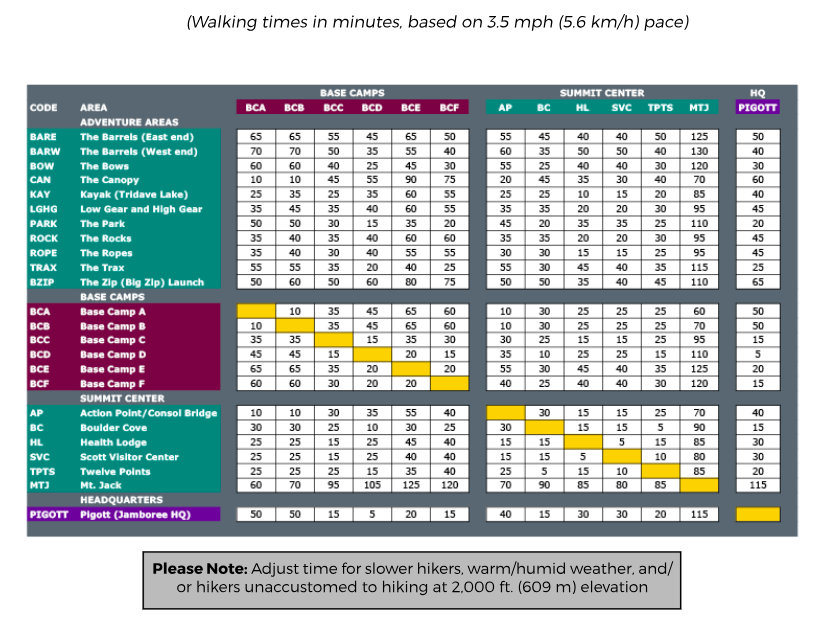 (Walking times in minutes, based on 3.5 mph (5.6 km/h) pace)
BASE CAMPS SUMMIT CENTER HQ
CODE AREA BCA BCB BCC BCD BCE BCF AP BC HL SVC TPTS MTJ PIGOTT
ADVENTURE AREAS
BARE The Barrels (East end) 65 65 55 45 65 50 55 45 40 40 50 125 50
BARW The Barrels (West end) 70 70 50 35 55 40 60 35 50 50 40 130 40
BOW The Bows 60 60 40 25 45 30 55 25 40 40 30 120 30
CAN The Canopy 10 10 45 55 90 75 20 45 35 30 40 70 60
KAY Kayak (Tridave Lake) 25 35 25 35 60 55 25 25 10 15 20 85 40
LGHG Low Gear and High Gear 35 45 35 40 60 55 35 35 20 20 30 95 45
PARK The Park 50 50 30 15 35 20 45 20 35 35 25 110 20
ROCK The Rocks 35 40 35 40 60 60 35 35 20 20 30 95 45
ROPE The Ropes 35 40 30 40 55 55 30 30 15 15 25 95 45
TRAX The Trax 55 55 35 20 40 25 55 30 45 40 35 115 25
BZIP The Zip (Big Zip) Launch 50 60 50 60 80 75 50 50 35 40 45 110 65
BASE CAMPS
BCA Base Camp A 10 35 45 65 60 10 30 25 25 25 60 50
BCB Base Camp B 10 35 45 65 60 10 30 25 25 25 70 50
BCC Base Camp C 35 35 15 35 30 30 25 15 15 25 95 15
BCD Base Camp D 45 45 15 20 15 35 10 25 25 15 110 5
BCE Base Camp E 65 65 35 20 20 55 30 45 40 35 125 20
BCF Base Camp F 60 60 30 20 20 40 25 40 40 30 120 15
SUMMIT CENTER
AP Action Point/Consol Bridge 10 10 30 35 55 40 30 15 15 25 70 40
BC Boulder Cove 30 30 25 10 30 25 30 15 15 5 90 15
HL Health Lodge 25 25 15 25 45 40 15 15 5 15 85 30
SVC Scott Visitor Center 25 25 15 25 40 40 15 15 5 10 80 30
TPTS Twelve Points 25 25 25 15 35 40 25 5 15 10 85 20
MTJ Mt. Jack 60 70 95 105 125 120 70 90 85 80 85 115
HEADQUARTERS
PIGOTT Pigott (Jamboree HQ) 50 50 15 5 20 15 40 15 30 30 20 115
Please Note: Adjust time for slower hikers, warm/humid weather, and/
or hikers unaccustomed to hiking at 2,000 ft. (609 m) elevation